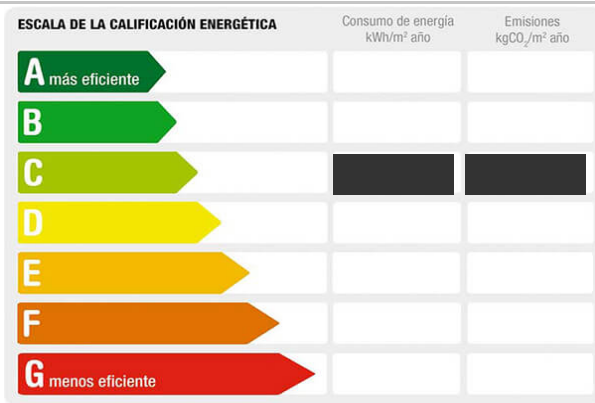 ESCALA DE LA CALIFICACIÓN ENERGÉTICA
Consumo de energía
kWh/m² año
Emisiones
kgCO₂/m² año
A más eficiente
B
C
D
E
F
G menos eficiente